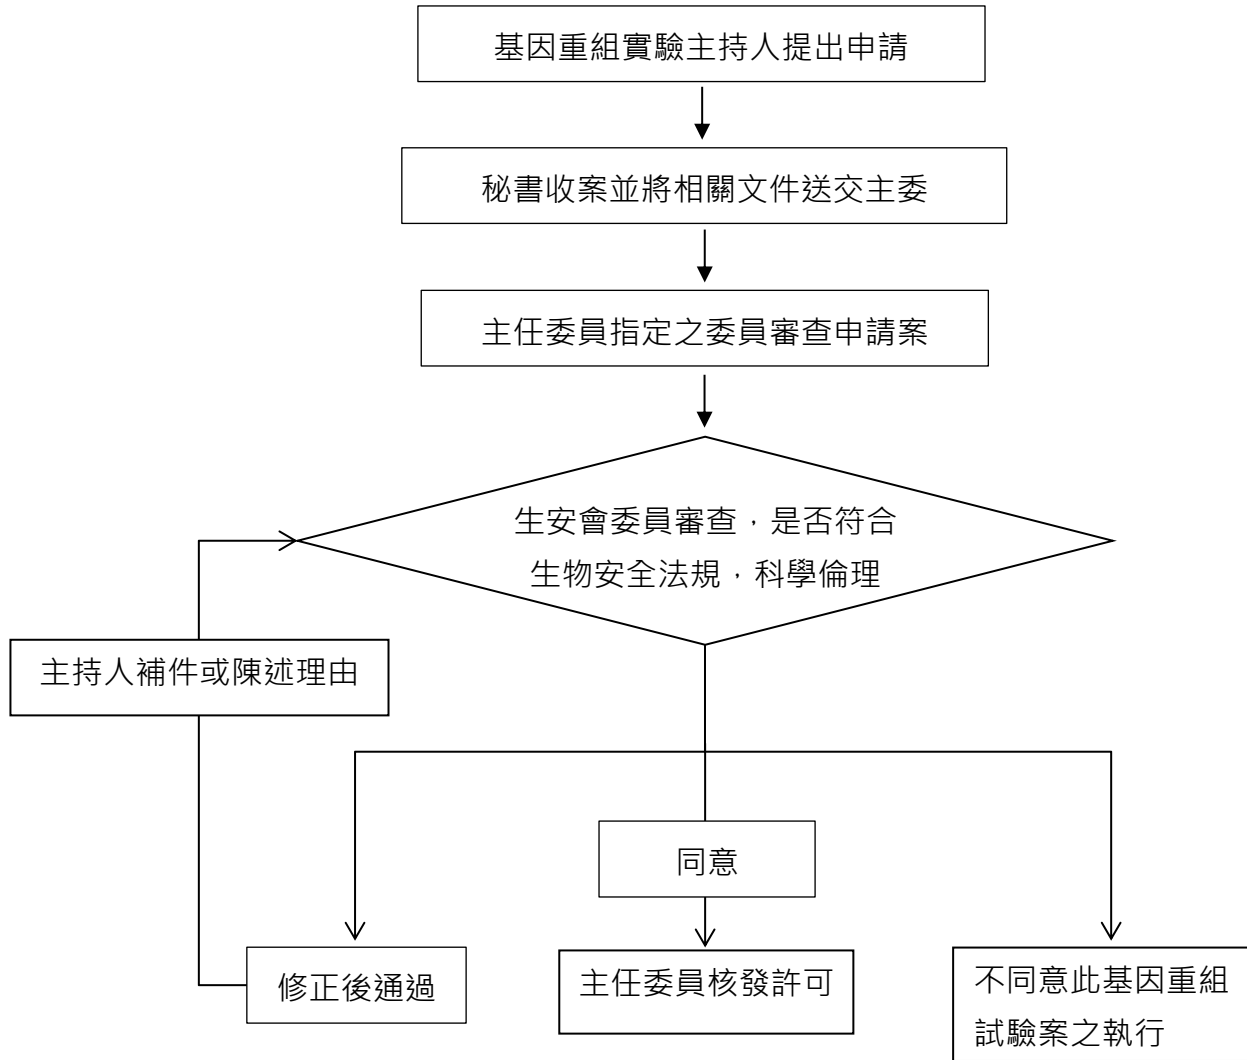 基因重組實驗主持人提出申請
秘書收案並將相關文件送交主委
主任委員指定之委員審查申請案
生安會委員審查，是否符合
生物安全法規，科學倫理
主持人補件或陳述理由
同意
修正後通過
主任委員核發許可
不同意此基因重組
試驗案之執行